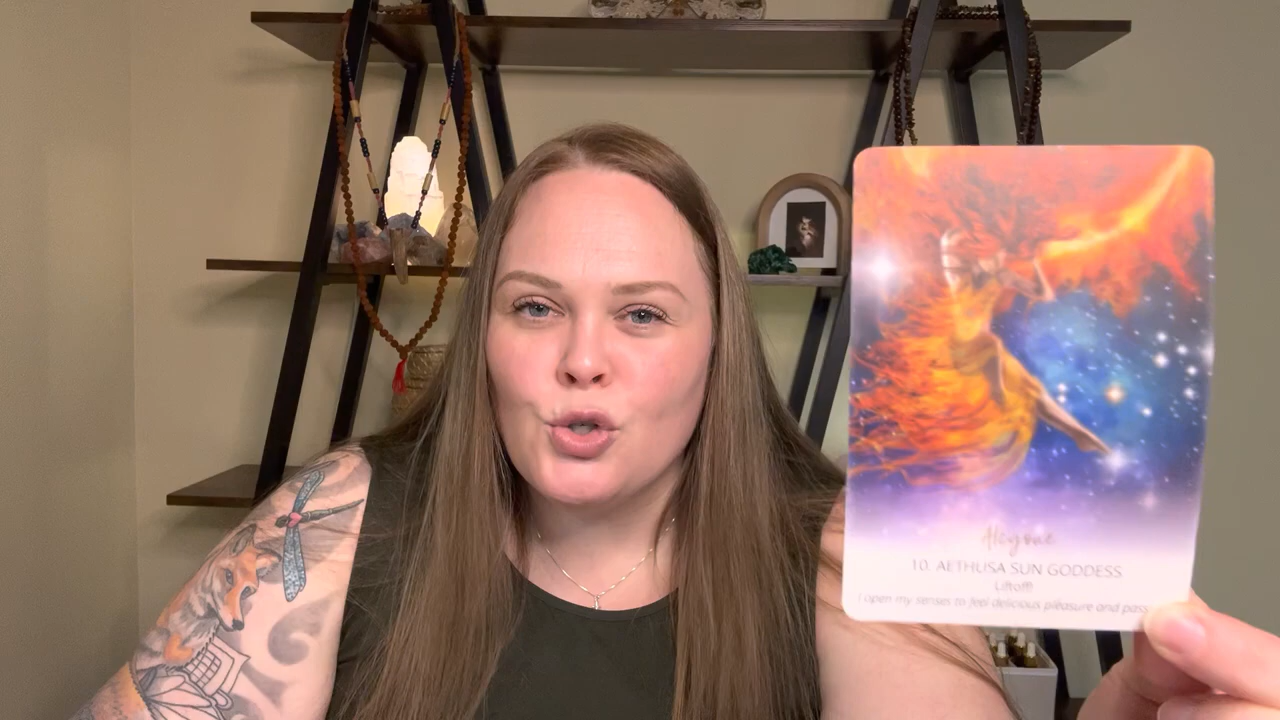 Alcyone
10. AETHUSA SUN GODDESS
Liftoff!
I open my senses to feel delicious pleasure and pass